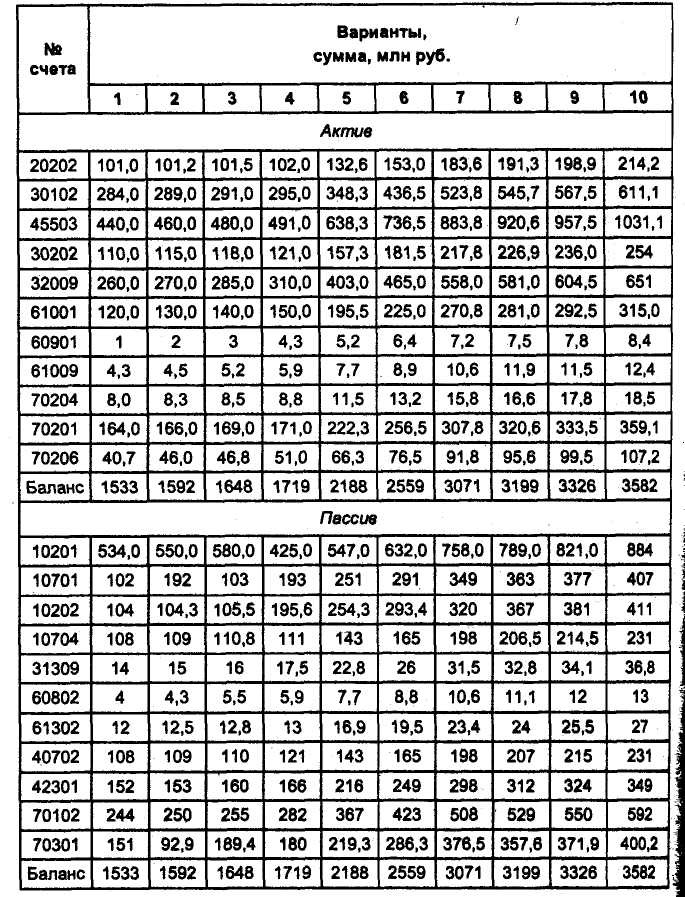 № счета Варианты, сумма, млн руб.
1 2 3 4 5 6 7 8 9 10
Актив
20202 101,0 101,2 101,5 102,0 132,6 153,0 183,6 191,3 198,9 214,2
30102 284,0 289,0 291,0 295,0 348,3 436,5 523,8 545,7 567,5 611,1
45503 440,0 460,0 480,0 491,0 638,3 736,5 883,8 920,6 957,5 1031,1
30202 110,0 115,0 118,0 121,0 157,3 181,5 217,8 226,9 236,0 254
32009 260,0 270,0 285,0 310,0 403,0 465,0 558,0 581,0 604,5 651
61001 120,0 130,0 140,0 150,0 195,5 225,0 270,8 281,0 292,5 315,0
60901 1 2 3 4,3 5,2 6,4 7,2 7,5 7,8 8,4
61009 4,3 4,5 5,2 5,9 7,7 8,9 10,6 11,9 11,5 12,4
70204 8,0 8,3 8,5 8,8 11,5 13,2 15,8 16,6 17,8 18,5
70201 164,0 166,0 169,0 171,0 222,3 256,5 307,8 320,6 333,5 359,1
70206 40,7 46,0 46,8 51,0 66,3 76,5 91,8 95,6 99,5 107,2
Баланс 1533 1592 1648 1719 2188 2559 3071 3199 3326 3582
Пассив
10201 534,0 550,0 580,0 425,0 547,0 632,0 758,0 789,0 821,0 884
10701 102 192 103 193 251 291 349 363 377 407
10202 104 104,3 105,5 195,6 254,3 293,4 320 367 381 411
10704 108 109 110,8 111 143 165 198 206,5 214,5 231
31309 14 15 16 17,5 22,8 26 31,5 32,8 34,1 36,8
60802 4 4,3 5,5 5,9 7,7 8,8 10,6 11,1 12 13
61302 12 12,5 12,8 13 16,9 19,5 23,4 24 25,5 27
40702 108 109 110 121 143 165 198 207 215 231
42301 152 153 160 166 216 249 298 312 324 349
70102 244 250 255 282 367 423 508 529 550 592
70301 151 92,9 189,4 180 219,3 286,3 376,5 357,6 371,9 400,2
Баланс 1533 1592 1648 1719 2188 2559 3071 3199 3326 3582